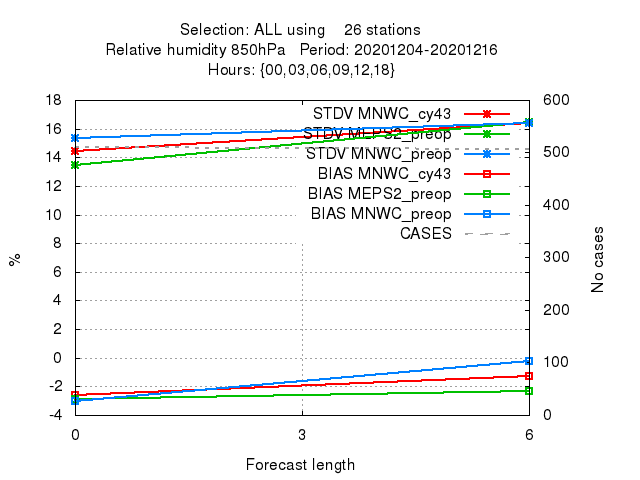 Selection: ALL using    26 stations
Relative humidity 850hPa   Period: 20201204-20201216
Hours: {00,03,06,09,12,18}
STDV MNWC_cy43
STDV MEPS2_preop
STDV MNWC_preop
BIAS MNWC_cy43
BIAS MEPS2_preop
BIAS MNWC_preop
CASES
18
16
14
12
10
8
6
4
2
0
-2
-4
%
600
500
400
300
200
100
0
No cases
0
3
6
Forecast length